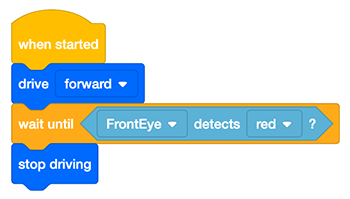 when started
drive forward
wait until FrontEye detects red ?
stop driving